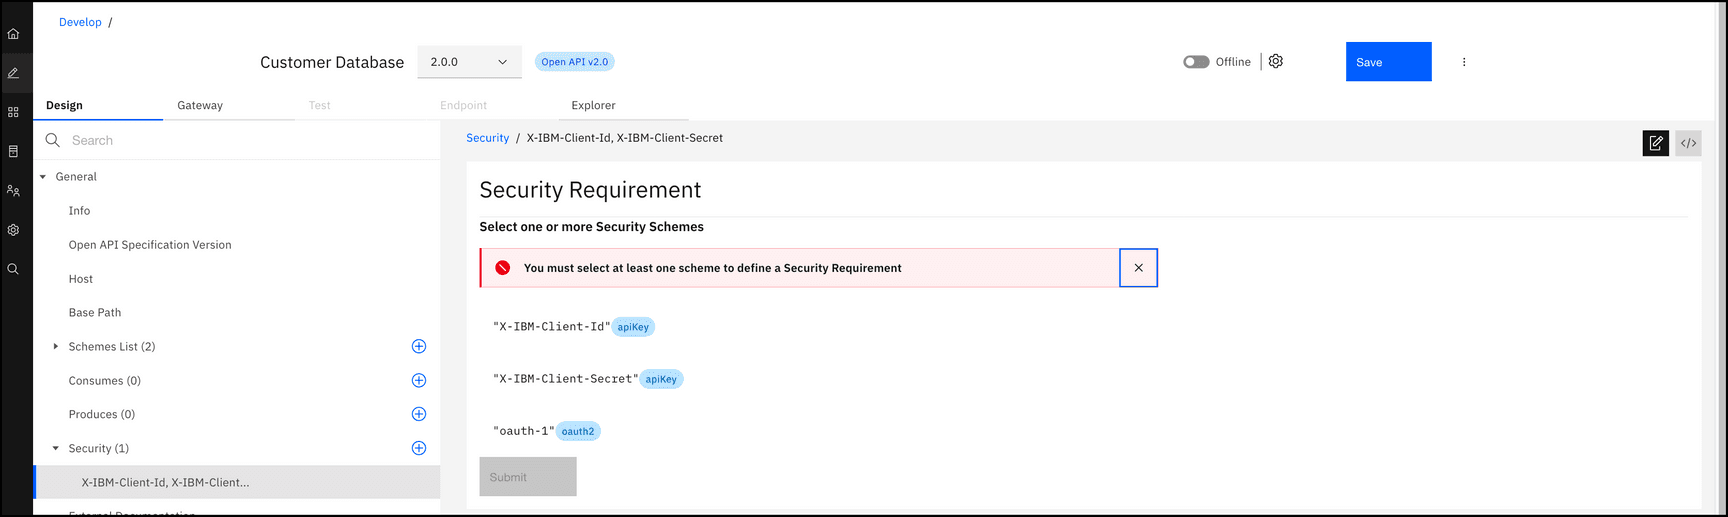 Develop /
Customer Database 2.0.0 Open API v2.0 Offline Save
Design Gateway Test Endpoint Explorer
Search
Security / X-IBM-Client-Id, X-IBM-Client-Secret
</>
General
Info
Open API Specification Version
Host
Base Path
Schemes List (2)
Consumes (0)
Produces (0)
Security (1)
X-IBM-Client-Id, X-IBM-Client...
External Documentation
Security Requirement
Select one or more Security Schemes
You must select at least one scheme to define a Security Requirement
"X-IBM-Client-Id" apiKey
"X-IBM-Client-Secret" apiKey
"oauth-1" oauth2
Submit